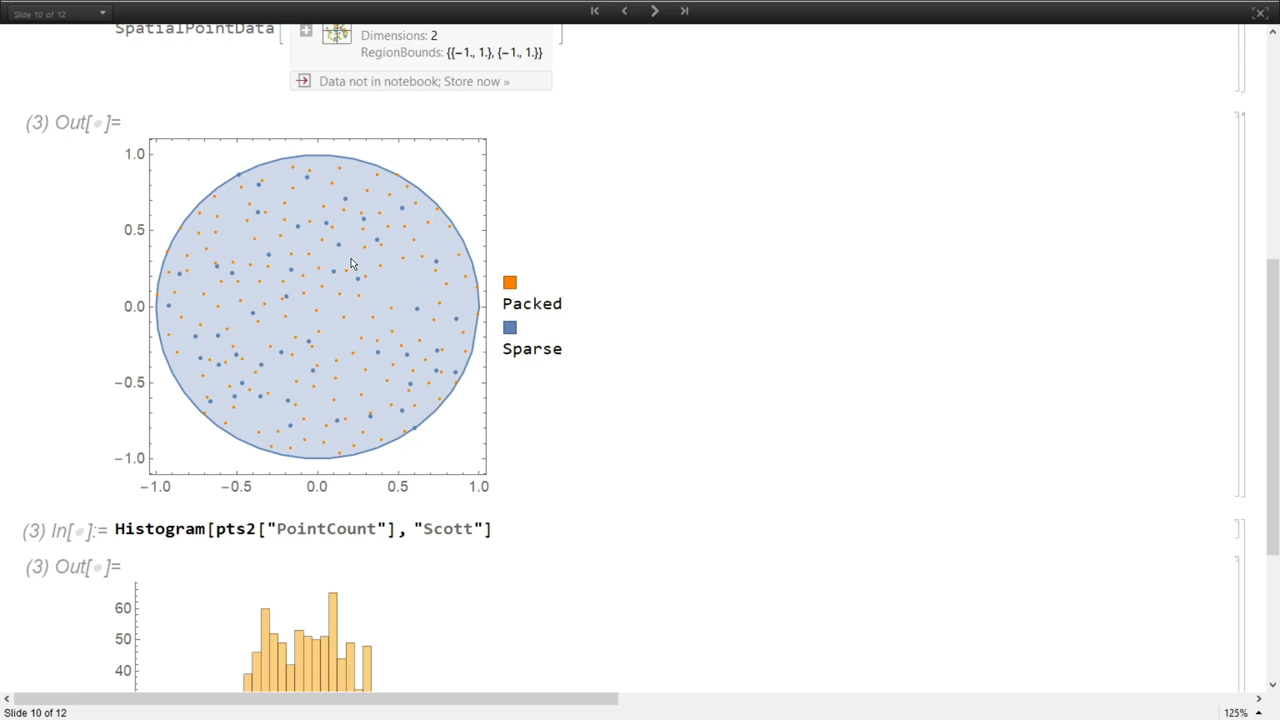 Slide 10 of 12
SpatialPointData
Dimensions: 2
RegionBounds: {{−1., 1.}, {−1., 1.}}
Data not in notebook; Store now »
(3) Out[•]=
1.0
0.5
0.0
−0.5
−1.0
−1.0 −0.5 0.0 0.5 1.0
Packed
Sparse
(3) In[•]:= Histogram[pts2["PointCount"], "Scott"]
(3) Out[•]=
60
50
40
Slide 10 of 12
125%